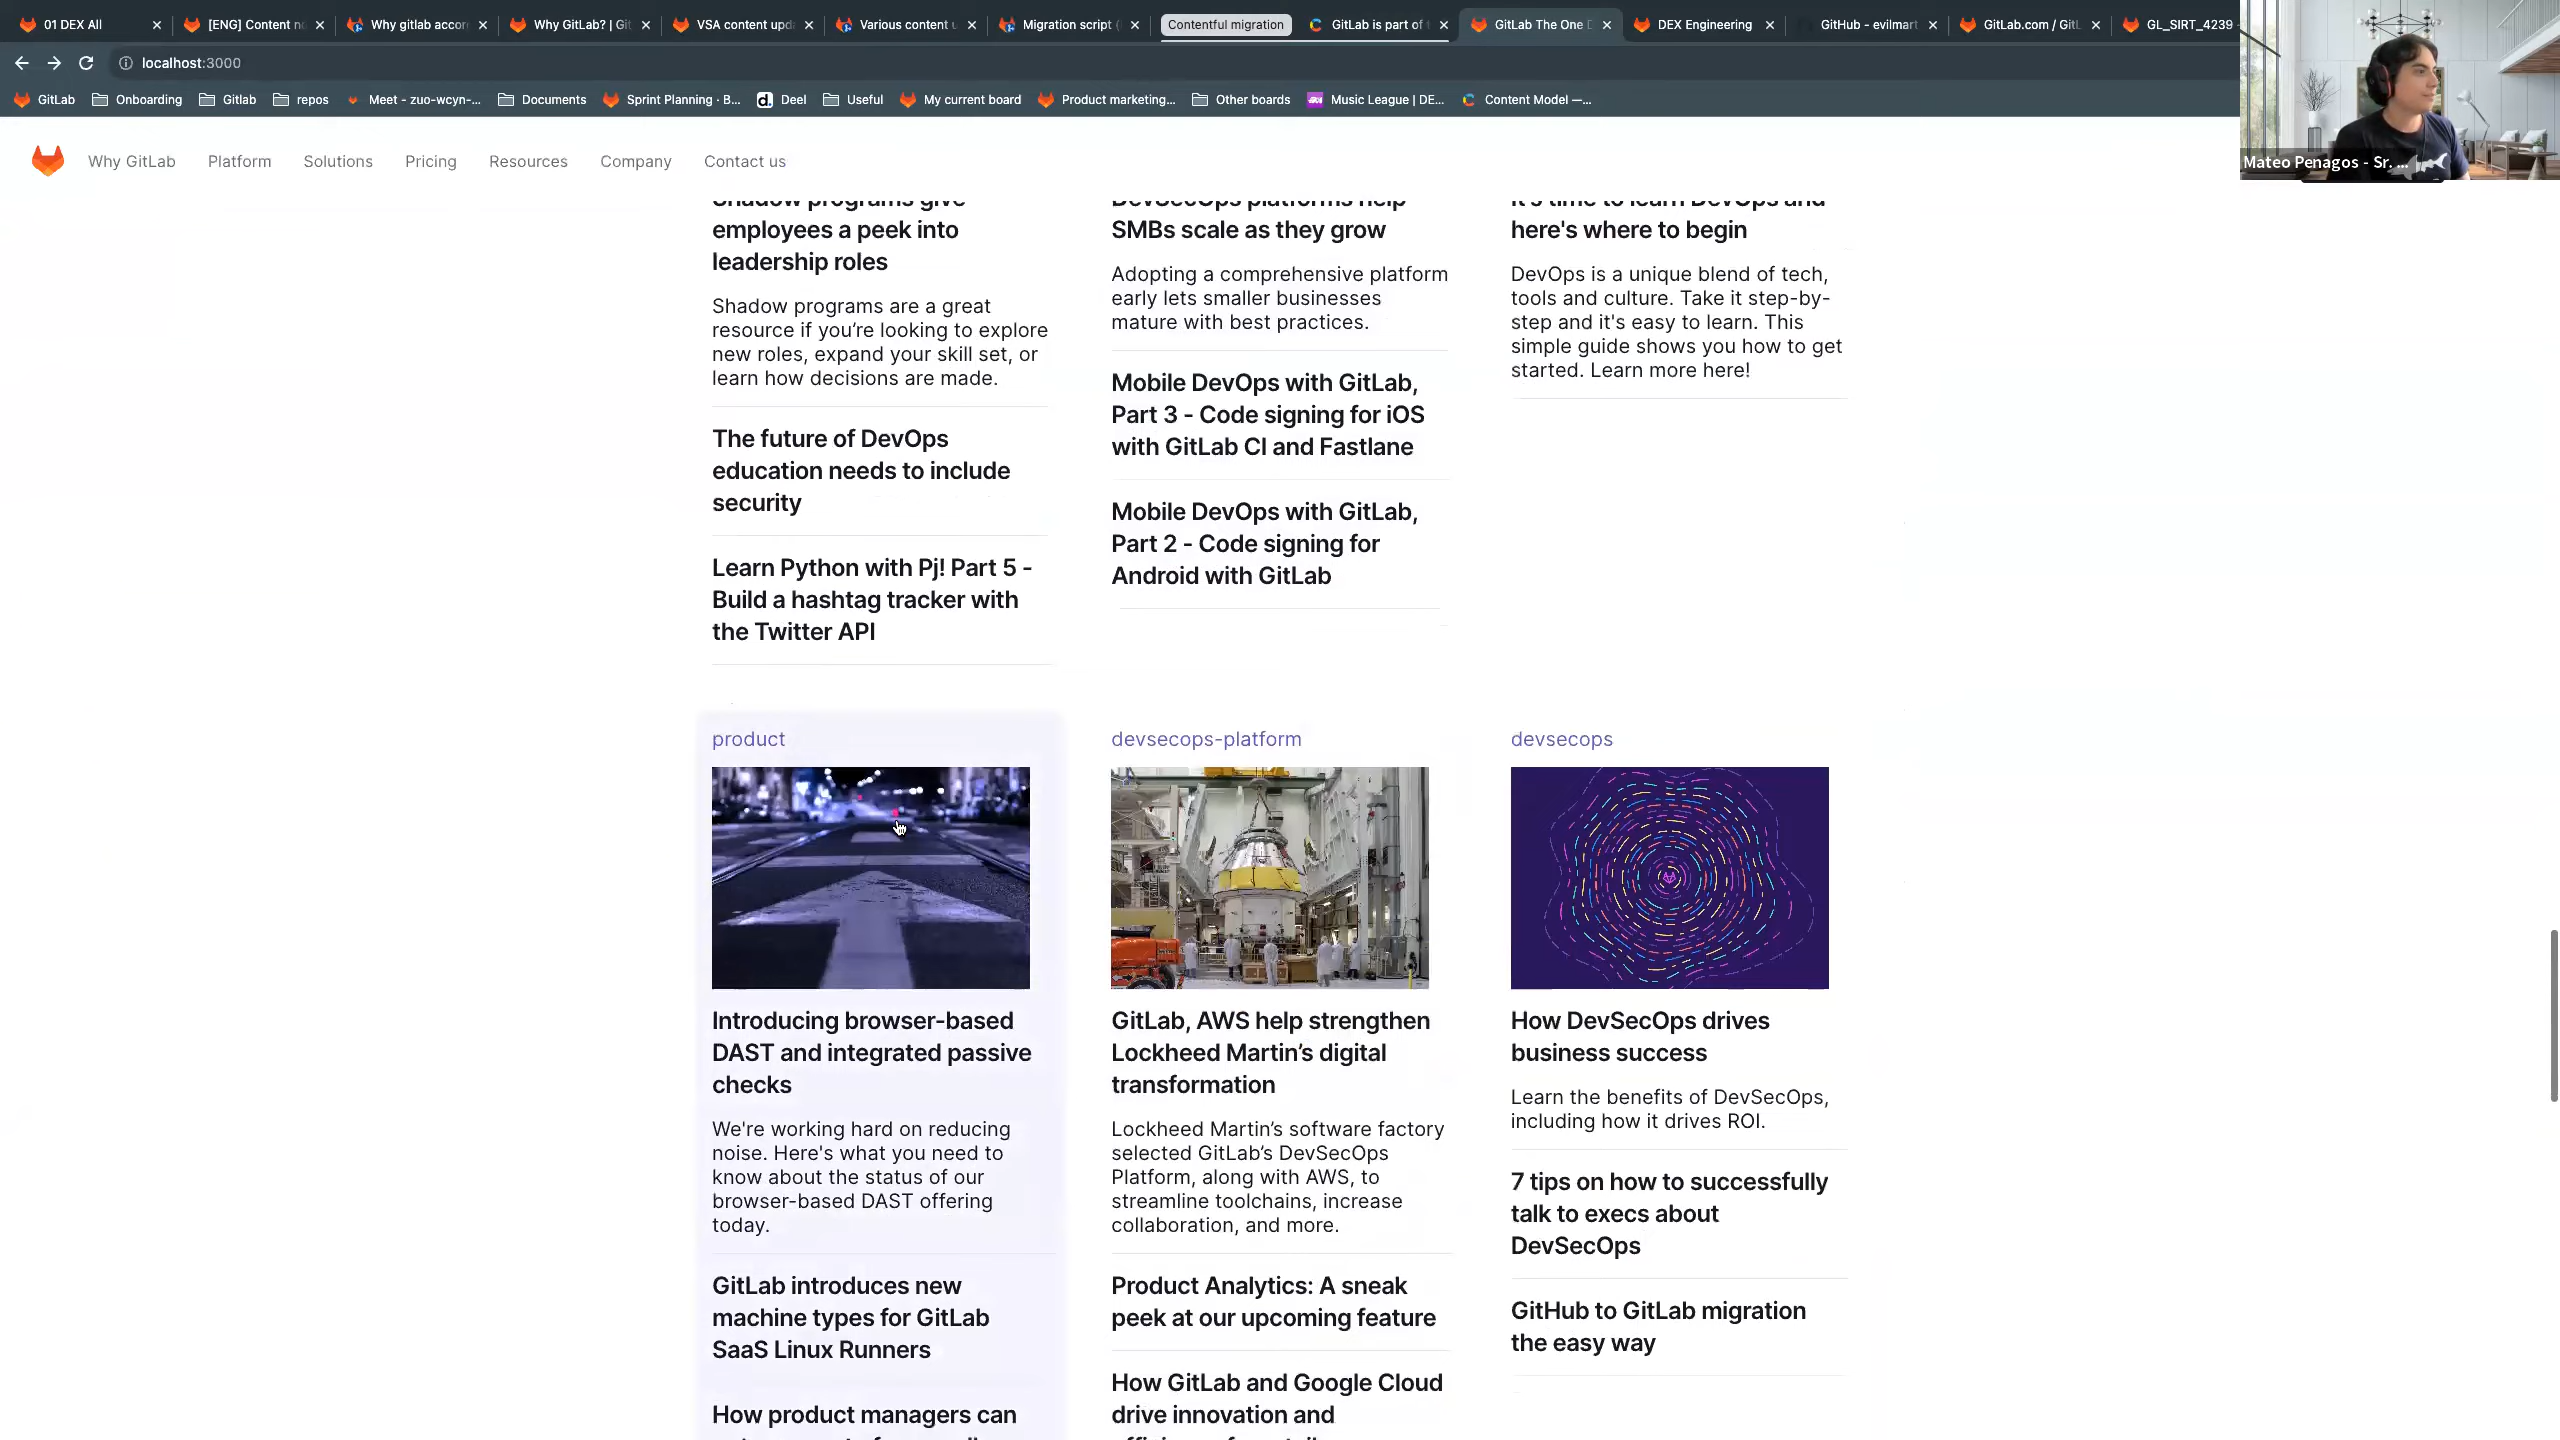 01 DEX All
[ENG] Content n
Why gitlab accor
Why GitLab? | Git
VSA content upda
Various content u
Migration script (
Contentful migration
GitLab is part of
GitLab The One D
DEX Engineering
GitHub - evilmart
GitLab.com / GitL
GL_SIRT_4239
localhost:3000
GitLab
Onboarding
Gitlab
repos
Meet - zuo-wcyn-...
Documents
Sprint Planning · B...
Deel
Useful
My current board
Product marketing...
Other boards
Music League | DE...
Content Model —...
Mateo Penagos - Sr. ...
Why GitLab
Platform
Solutions
Pricing
Resources
Company
Contact us
Shadow programs give
employees a peek into
leadership roles
Shadow programs are a great
resource if you’re looking to explore
new roles, expand your skill set, or
learn how decisions are made.
The future of DevOps
education needs to include
security
Learn Python with Pj! Part 5 -
Build a hashtag tracker with
the Twitter API
DevSecOps platforms help
SMBs scale as they grow
Adopting a comprehensive platform
early lets smaller businesses
mature with best practices.
Mobile DevOps with GitLab,
Part 3 - Code signing for iOS
with GitLab CI and Fastlane
Mobile DevOps with GitLab,
Part 2 - Code signing for
Android with GitLab
It's time to learn DevOps and
here's where to begin
DevOps is a unique blend of tech,
tools and culture. Take it step-by-
step and it's easy to learn. This
simple guide shows you how to get
started. Learn more here!
product
Introducing browser-based
DAST and integrated passive
checks
We're working hard on reducing
noise. Here's what you need to
know about the status of our
browser-based DAST offering
today.
GitLab introduces new
machine types for GitLab
SaaS Linux Runners
How product managers can
devsecops-platform
GitLab, AWS help strengthen
Lockheed Martin’s digital
transformation
Lockheed Martin’s software factory
selected GitLab’s DevSecOps
Platform, along with AWS, to
streamline toolchains, increase
collaboration, and more.
Product Analytics: A sneak
peek at our upcoming feature
How GitLab and Google Cloud
drive innovation and
devsecops
How DevSecOps drives
business success
Learn the benefits of DevSecOps,
including how it drives ROI.
7 tips on how to successfully
talk to execs about
DevSecOps
GitHub to GitLab migration
the easy way